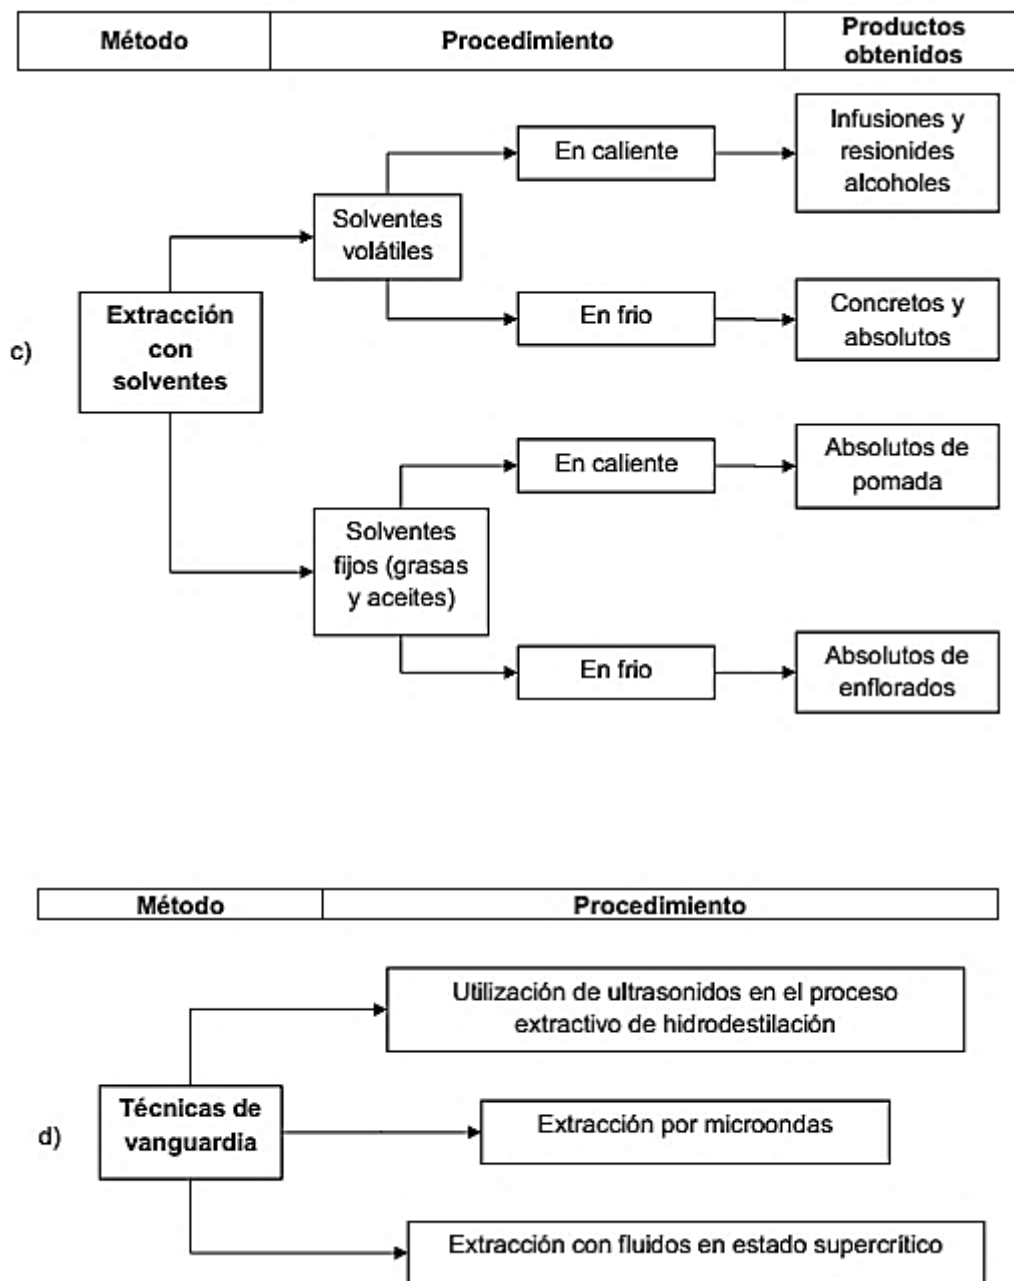 Método Procedimiento Productos
obtenidos
En caliente
Infusiones y
resionides
alcoholes
Solventes
volátiles
En frio
Concretos y
absolutos
c)
Extracción
con
solventes
En caliente
Absolutos de
pomada
Solventes
fijos (grasas
y aceites)
En frio
Absolutos de
enflorados
Método Procedimiento
Utilización de ultrasonidos en el proceso
extractivo de hidrodestilación
d)
Técnicas de
vanguardia
Extracción por microondas
Extracción con fluidos en estado supercrítico